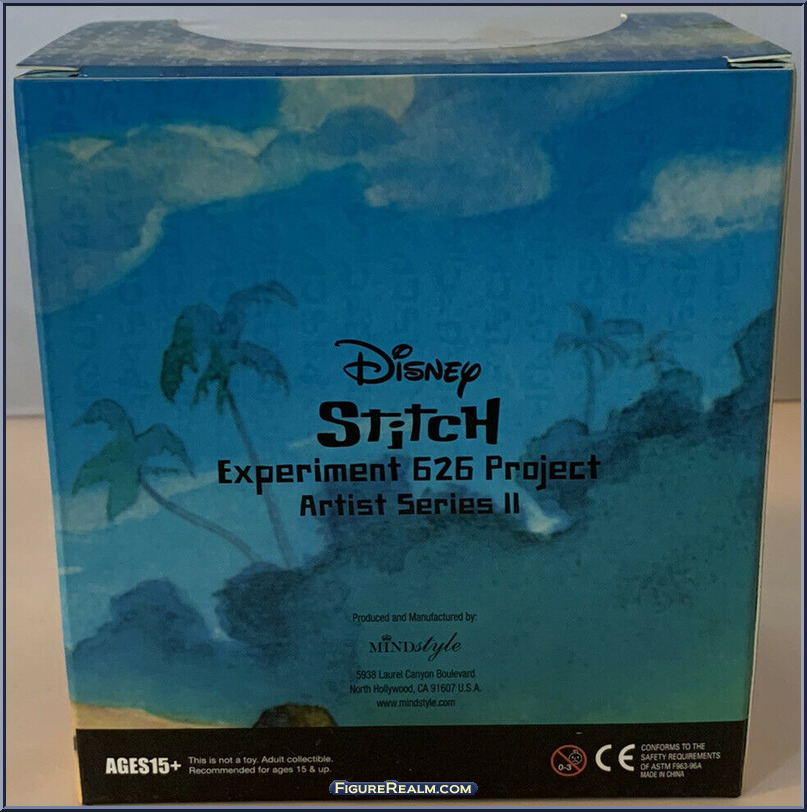 Disney
Stitch
Experiment 626 Project
Artist Series II
Produced and Manufactured by:
MINDstyle
5938 Laurel Canyon Boulevard
North Hollywood, CA 91607 U.S.A.
www.mindstyle.com
AGES15+
This is not a toy. Adult collectible.
Recommended for ages 15 & up.
0-3
CE
CONFORMS TO THE
SAFETY REQUIREMENTS
OF ASTM F963-96A
MADE IN CHINA
FigureRealm.com